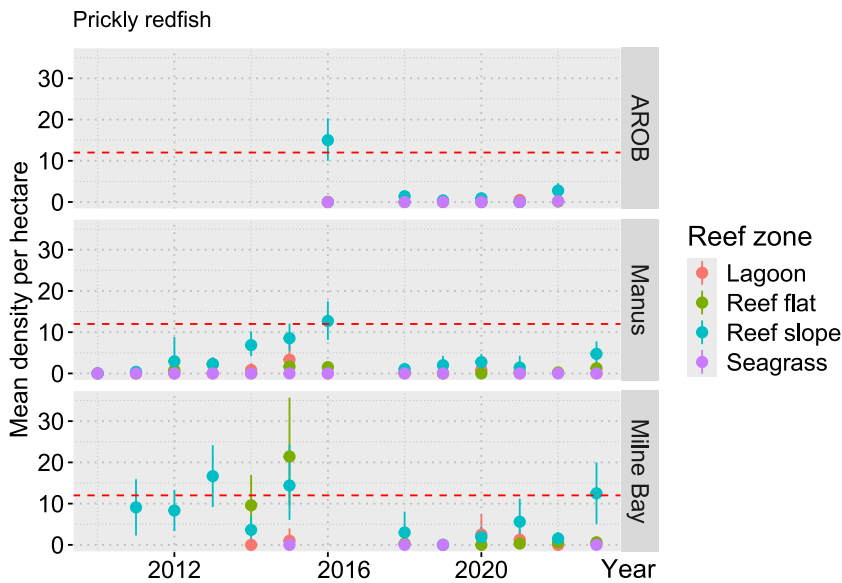 Prickly redfish
Mean density per hectare
30
20
10
0
AROB
30
20
10
0
Manus
30
20
10
0
Milne Bay
2012
2016
2020
Year
Reef zone
Lagoon
Reef flat
Reef slope
Seagrass